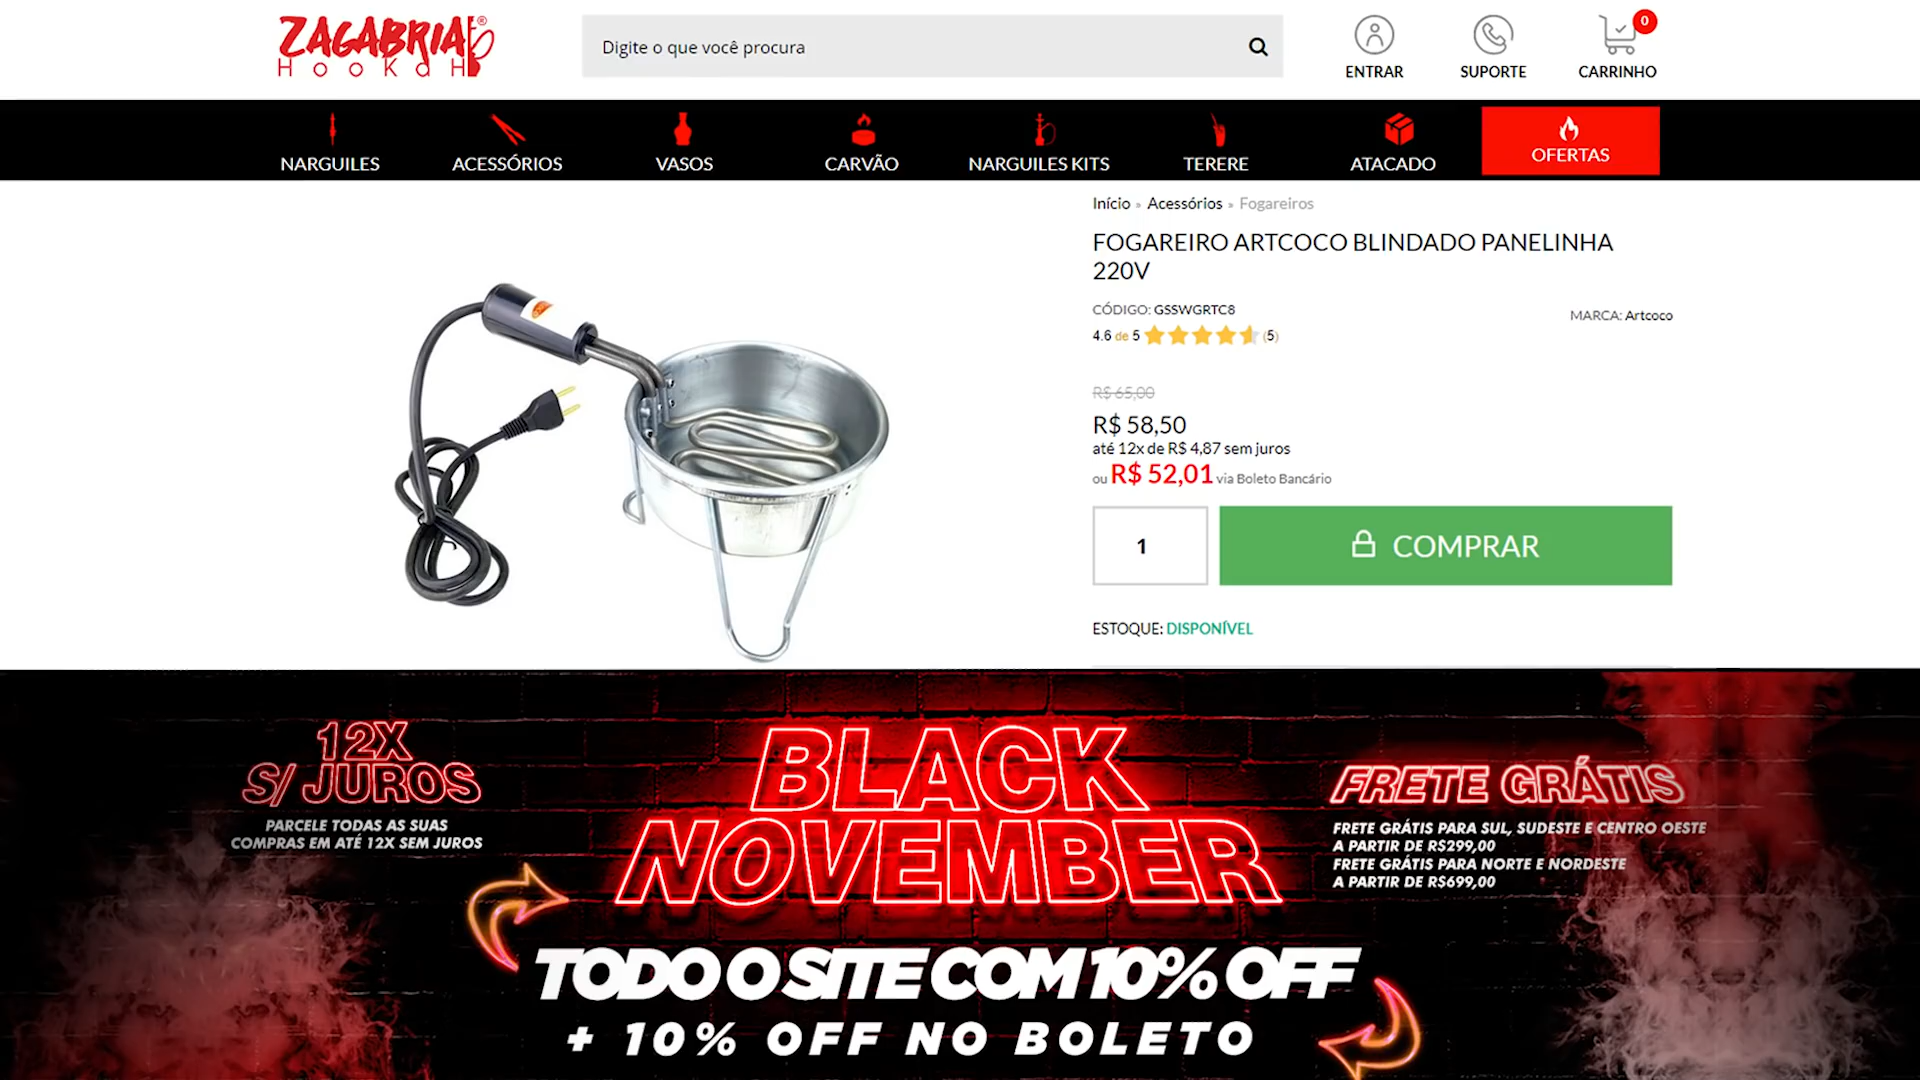 ZAGABRIA®
HOOKAH
Digite o que você procura
ENTRAR
SUPORTE
0
CARRINHO
NARGUILES
ACESSÓRIOS
VASOS
CARVÃO
NARGUILES KITS
TERERE
ATACADO
OFERTAS
Início » Acessórios » Fogareiros
FOGAREIRO ARTCOCO BLINDADO PANELINHA
220V
CÓDIGO: GSSWGRTC8
MARCA: Artcoco
4.6 de 5 (5)
R$ 65,00
R$ 58,50
até 12x de R$ 4,87 sem juros
ou R$ 52,01 via Boleto Bancário
1
COMPRAR
ESTOQUE: DISPONÍVEL
12X
S/ JUROS
PARCELE TODAS AS SUAS
COMPRAS EM ATÉ 12X SEM JUROS
BLACK
NOVEMBER
FRETE GRÁTIS
FRETE GRÁTIS PARA SUL, SUDESTE E CENTRO OESTE
A PARTIR DE R$299,00
FRETE GRÁTIS PARA NORTE E NORDESTE
A PARTIR DE R$699,00
TODO O SITE COM 10% OFF
+ 10% OFF NO BOLETO